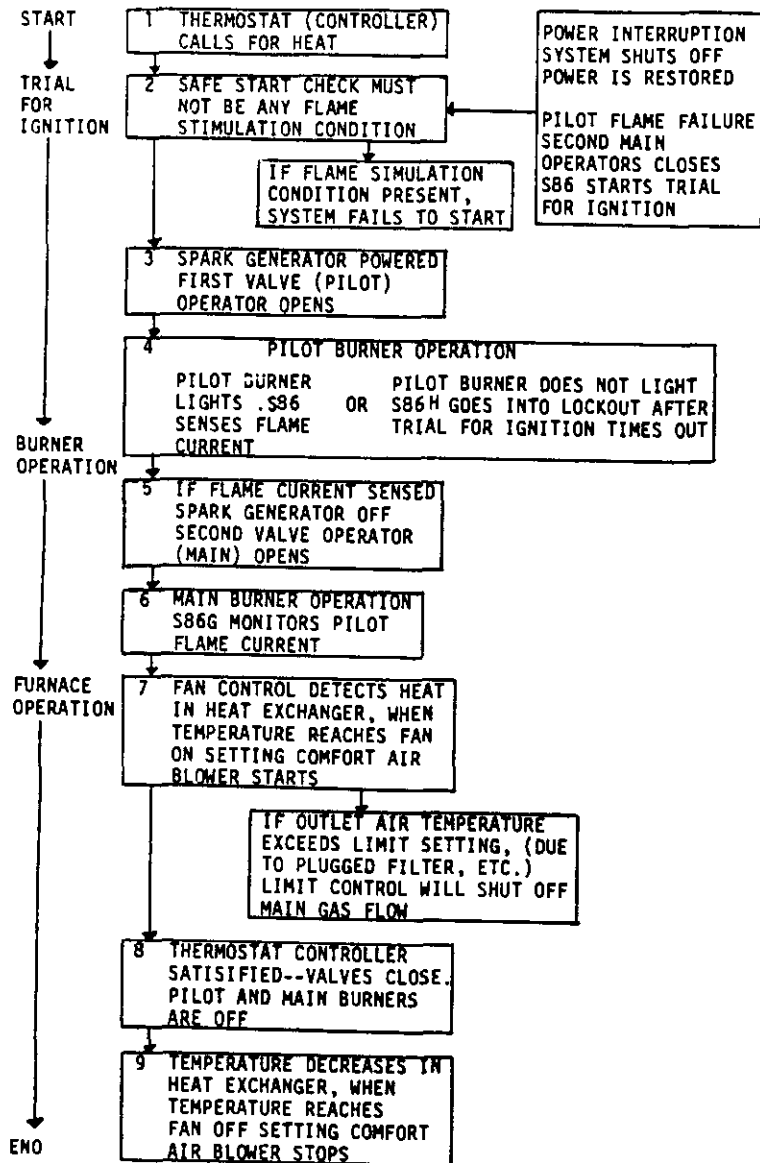 START
TRIAL
FOR
IGNITION
BURNER
OPERATION
FURNACE
OPERATION
END
1 THERMOSTAT (CONTROLLER)
CALLS FOR HEAT
POWER INTERRUPTION
SYSTEM SHUTS OFF
POWER IS RESTORED
PILOT FLAME FAILURE
SECOND MAIN
OPERATORS CLOSES
S86 STARTS TRIAL
FOR IGNITION
2 SAFE START CHECK MUST
NOT BE ANY FLAME
STIMULATION CONDITION
IF FLAME SIMULATION
CONDITION PRESENT,
SYSTEM FAILS TO START
3 SPARK GENERATOR POWERED
FIRST VALVE (PILOT)
OPERATOR OPENS
4 PILOT BURNER OPERATION
PILOT BURNER
LIGHTS .S86
SENSES FLAME
CURRENT
OR
PILOT BURNER DOES NOT LIGHT
S86H GOES INTO LOCKOUT AFTER
TRIAL FOR IGNITION TIMES OUT
5 IF FLAME CURRENT SENSED
SPARK GENERATOR OFF
SECOND VALVE OPERATOR
(MAIN) OPENS
6 MAIN BURNER OPERATION
S86G MONITORS PILOT
FLAME CURRENT
7 FAN CONTROL DETECTS HEAT
IN HEAT EXCHANGER, WHEN
TEMPERATURE REACHES FAN
ON SETTING COMFORT AIR
BLOWER STARTS
IF OUTLET AIR TEMPERATURE
EXCEEDS LIMIT SETTING, (DUE
TO PLUGGED FILTER, ETC.)
LIMIT CONTROL WILL SHUT OFF
MAIN GAS FLOW
8 THERMOSTAT CONTROLLER
SATISIFIED--VALVES CLOSE.
PILOT AND MAIN BURNERS
ARE OFF
9 TEMPERATURE DECREASES IN
HEAT EXCHANGER, WHEN
TEMPERATURE REACHES
FAN OFF SETTING COMFORT
AIR BLOWER STOPS